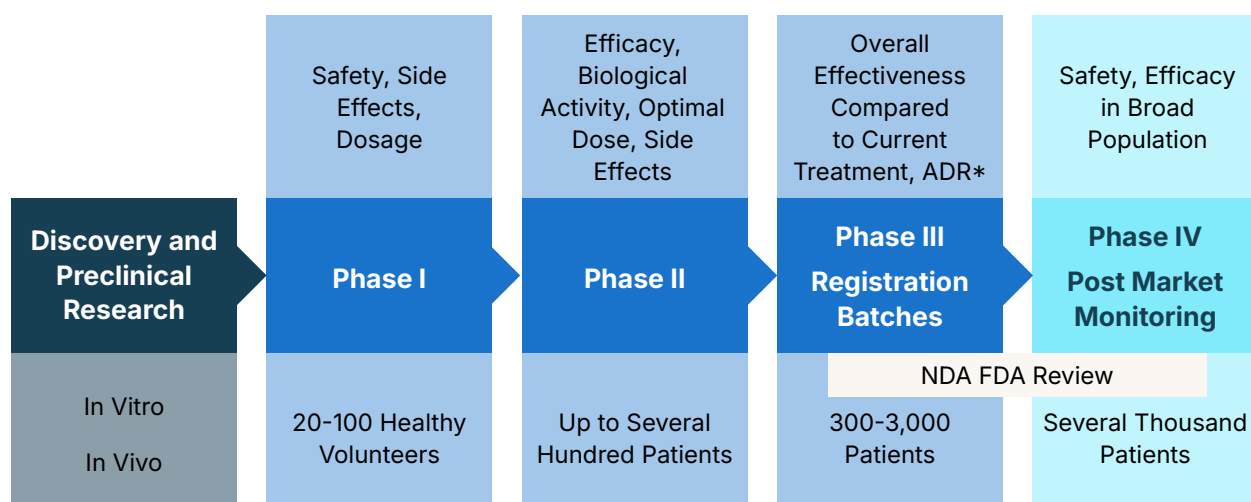 Safety, Side
Effects,
Dosage
Efficacy,
Biological
Activity, Optimal
Dose, Side
Effects
Overall
Effectiveness
Compared
to Current
Treatment, ADR*
Safety, Efficacy
in Broad
Population
Discovery and
Preclinical
Research
Phase I
Phase II
Phase III
Registration
Batches
Phase IV
Post Market
Monitoring
NDA FDA Review
In Vitro
In Vivo
20-100 Healthy
Volunteers
Up to Several
Hundred Patients
300-3,000
Patients
Several Thousand
Patients